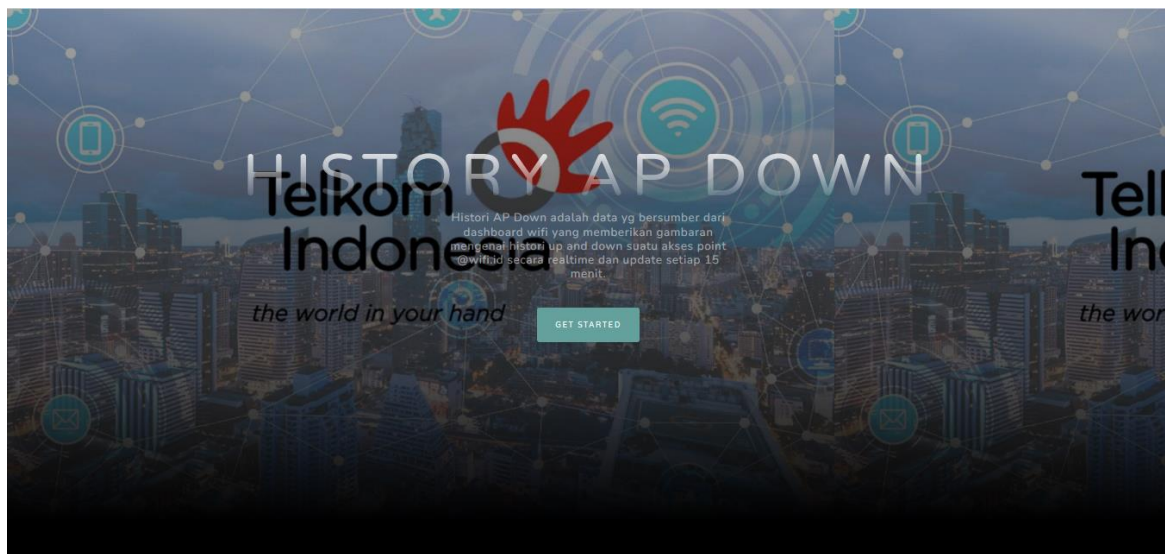 HISTORY AP DOWN
Telkom
Indonesia
the world in your hand
Histori AP Down adalah data yg bersumber dari
dashboard wifi yang memberikan gambaran
mengenai histori up and down suatu akses point
@wifi.id secara realtime dan update setiap 15
menit.
GET STARTED
Tell
In
the wor